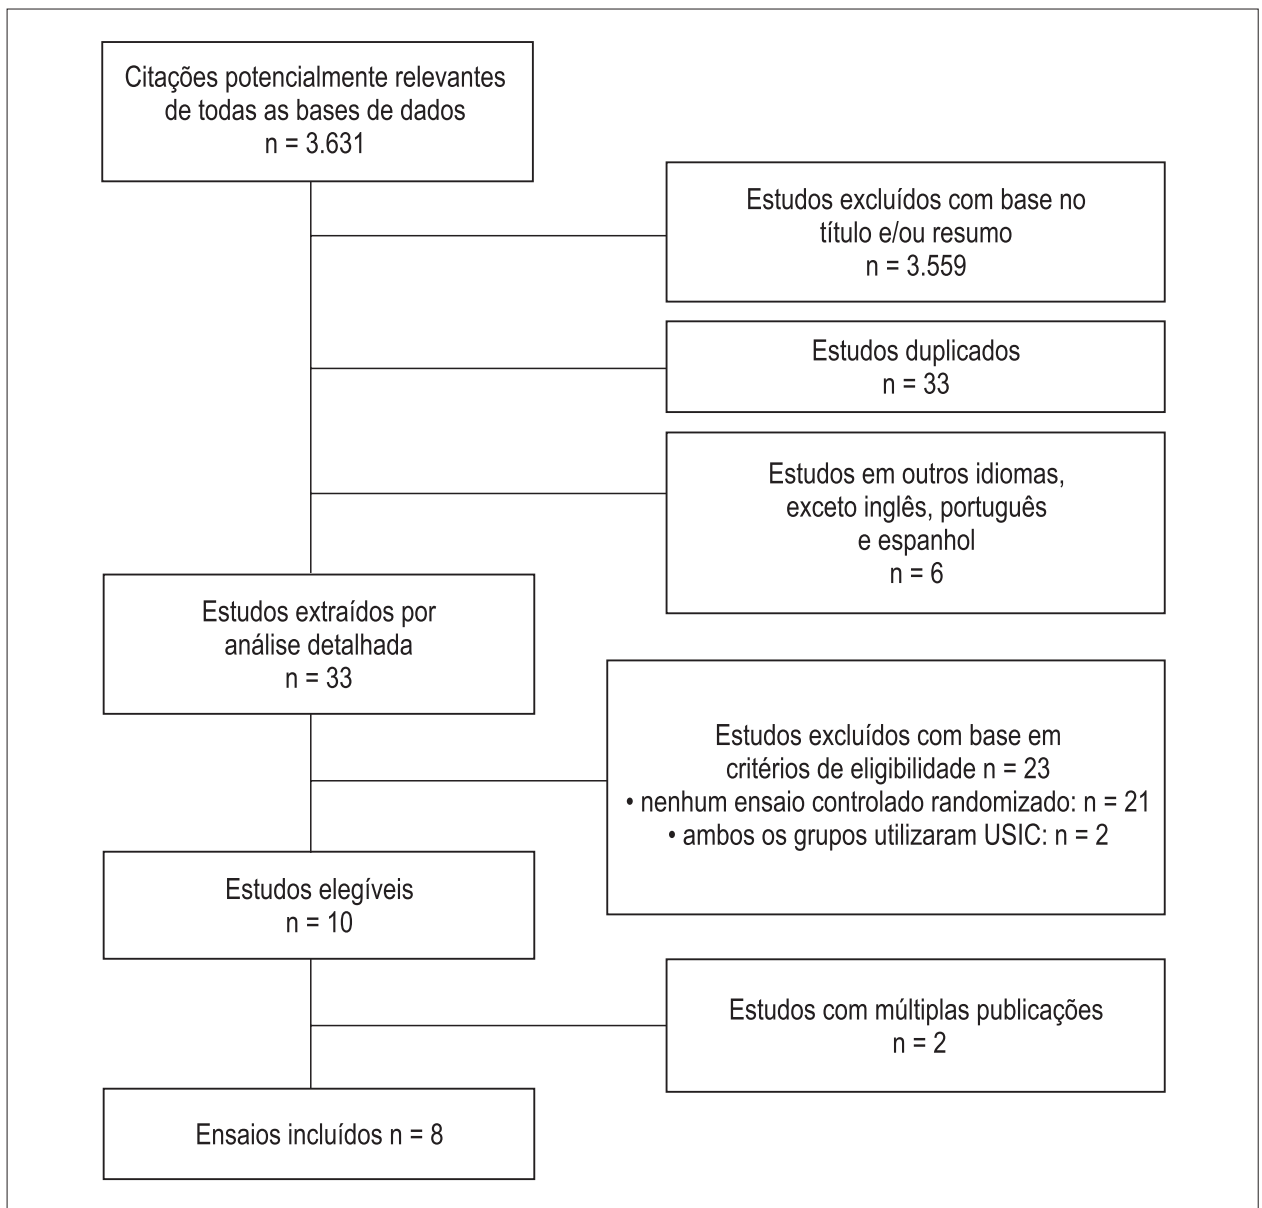 Citações potencialmente relevantes
de todas as bases de dados
n = 3.631
Estudos excluídos com base no
título e/ou resumo
n = 3.559
Estudos duplicados
n = 33
Estudos em outros idiomas,
exceto inglês, português
e espanhol
n = 6
Estudos extraídos por
análise detalhada
n = 33
Estudos excluídos com base em
critérios de eligibilidade n = 23
• nenhum ensaio controlado randomizado: n = 21
• ambos os grupos utilizaram USIC: n = 2
Estudos elegíveis
n = 10
Estudos com múltiplas publicações
n = 2
Ensaios incluídos n = 8